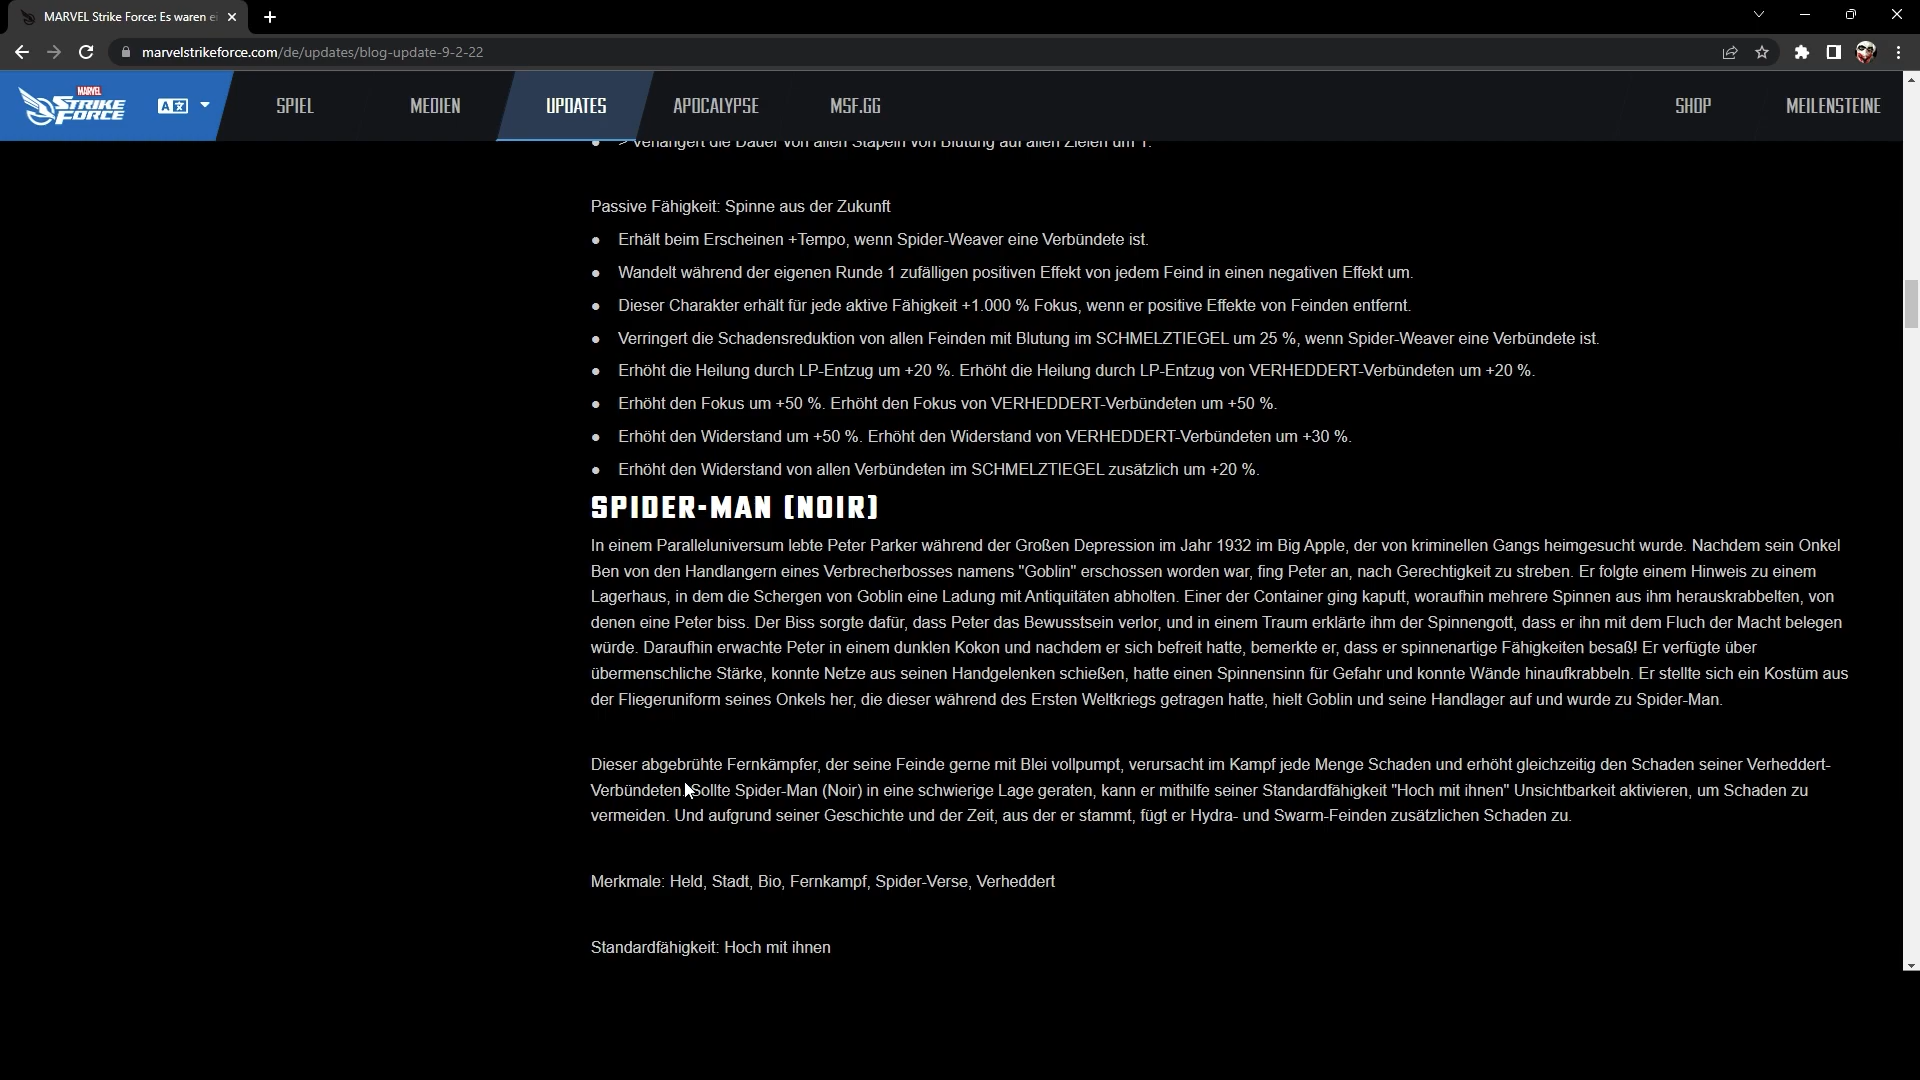 MARVEL Strike Force: Es waren ei
marvelstrikeforce.com/de/updates/blog-update-9-2-22
MARVEL
STRIKE
FORCE
SPIEL
MEDIEN
UPDATES
APOCALYPSE
MSF.GG
SHOP
MEILENSTEINE
> Verlängert die Dauer von allen Stapeln von Blutung auf allen Zielen um 1.
Passive Fähigkeit: Spinne aus der Zukunft
● Erhält beim Erscheinen +Tempo, wenn Spider-Weaver eine Verbündete ist.
● Wandelt während der eigenen Runde 1 zufälligen positiven Effekt von jedem Feind in einen negativen Effekt um.
● Dieser Charakter erhält für jede aktive Fähigkeit +1.000 % Fokus, wenn er positive Effekte von Feinden entfernt.
● Verringert die Schadensreduktion von allen Feinden mit Blutung im SCHMELZTIEGEL um 25 %, wenn Spider-Weaver eine Verbündete ist.
● Erhöht die Heilung durch LP-Entzug um +20 %. Erhöht die Heilung durch LP-Entzug von VERHEDDERT-Verbündeten um +20 %.
● Erhöht den Fokus um +50 %. Erhöht den Fokus von VERHEDDERT-Verbündeten um +50 %.
● Erhöht den Widerstand um +50 %. Erhöht den Widerstand von VERHEDDERT-Verbündeten um +30 %.
● Erhöht den Widerstand von allen Verbündeten im SCHMELZTIEGEL zusätzlich um +20 %.
SPIDER-MAN (NOIR)
In einem Paralleluniversum lebte Peter Parker während der Großen Depression im Jahr 1932 im Big Apple, der von kriminellen Gangs heimgesucht wurde. Nachdem sein Onkel
Ben von den Handlangern eines Verbrecherbosses namens "Goblin" erschossen worden war, fing Peter an, nach Gerechtigkeit zu streben. Er folgte einem Hinweis zu einem
Lagerhaus, in dem die Schergen von Goblin eine Ladung mit Antiquitäten abholten. Einer der Container ging kaputt, woraufhin mehrere Spinnen aus ihm herauskrabbelten, von
denen eine Peter biss. Der Biss sorgte dafür, dass Peter das Bewusstsein verlor, und in einem Traum erklärte ihm der Spinnengott, dass er ihn mit dem Fluch der Macht belegen
würde. Daraufhin erwachte Peter in einem dunklen Kokon und nachdem er sich befreit hatte, bemerkte er, dass er spinnenartige Fähigkeiten besaß! Er verfügte über
übermenschliche Stärke, konnte Netze aus seinen Handgelenken schießen, hatte einen Spinnensinn für Gefahr und konnte Wände hinaufkrabbeln. Er stellte sich ein Kostüm aus
der Fliegeruniform seines Onkels her, die dieser während des Ersten Weltkriegs getragen hatte, hielt Goblin und seine Handlager auf und wurde zu Spider-Man.
Dieser abgebrühte Fernkämpfer, der seine Feinde gerne mit Blei vollpumpt, verursacht im Kampf jede Menge Schaden und erhöht gleichzeitig den Schaden seiner Verheddert-
Verbündeten. Sollte Spider-Man (Noir) in eine schwierige Lage geraten, kann er mithilfe seiner Standardfähigkeit "Hoch mit ihnen" Unsichtbarkeit aktivieren, um Schaden zu
vermeiden. Und aufgrund seiner Geschichte und der Zeit, aus der er stammt, fügt er Hydra- und Swarm-Feinden zusätzlichen Schaden zu.
Merkmale: Held, Stadt, Bio, Fernkampf, Spider-Verse, Verheddert
Standardfähigkeit: Hoch mit ihnen